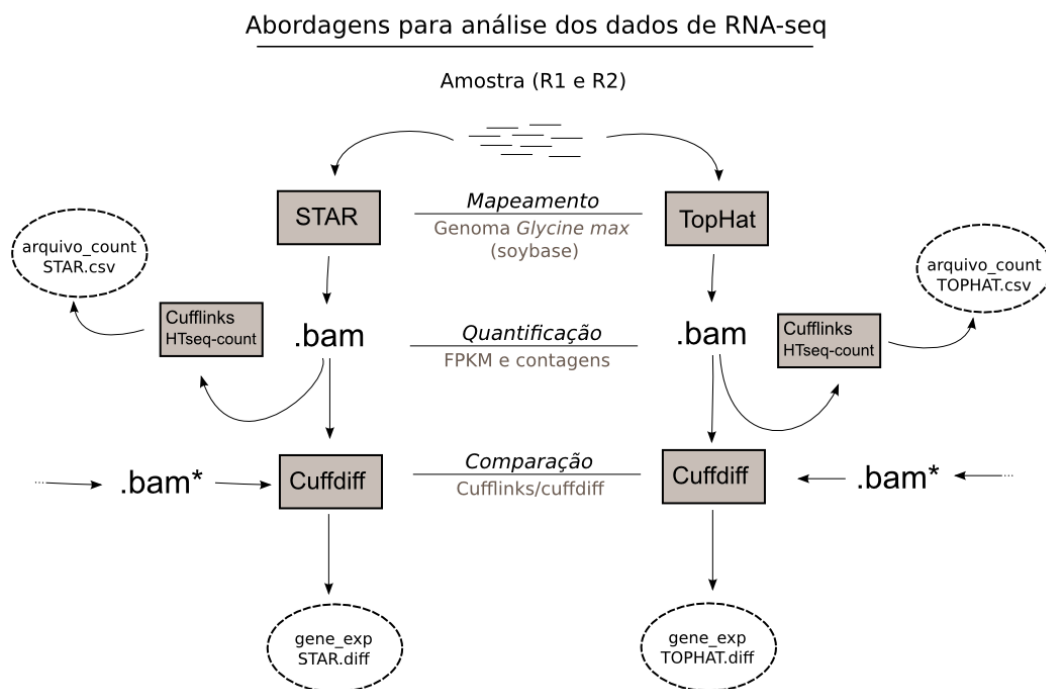 Abordagens para análise dos dados de RNA-seq
Amostra (R1 e R2)
STAR
Mapeamento
Genoma Glycine max
(soybase)
TopHat
arquivo_count
STAR.csv
arquivo_count
TOPHAT.csv
Cufflinks
HTseq-count
.bam
Quantificação
FPKM e contagens
.bam
Cufflinks
HTseq-count
.bam*
Cuffdiff
Comparação
Cufflinks/cuffdiff
Cuffdiff
.bam*
gene_exp
STAR.diff
gene_exp
TOPHAT.diff